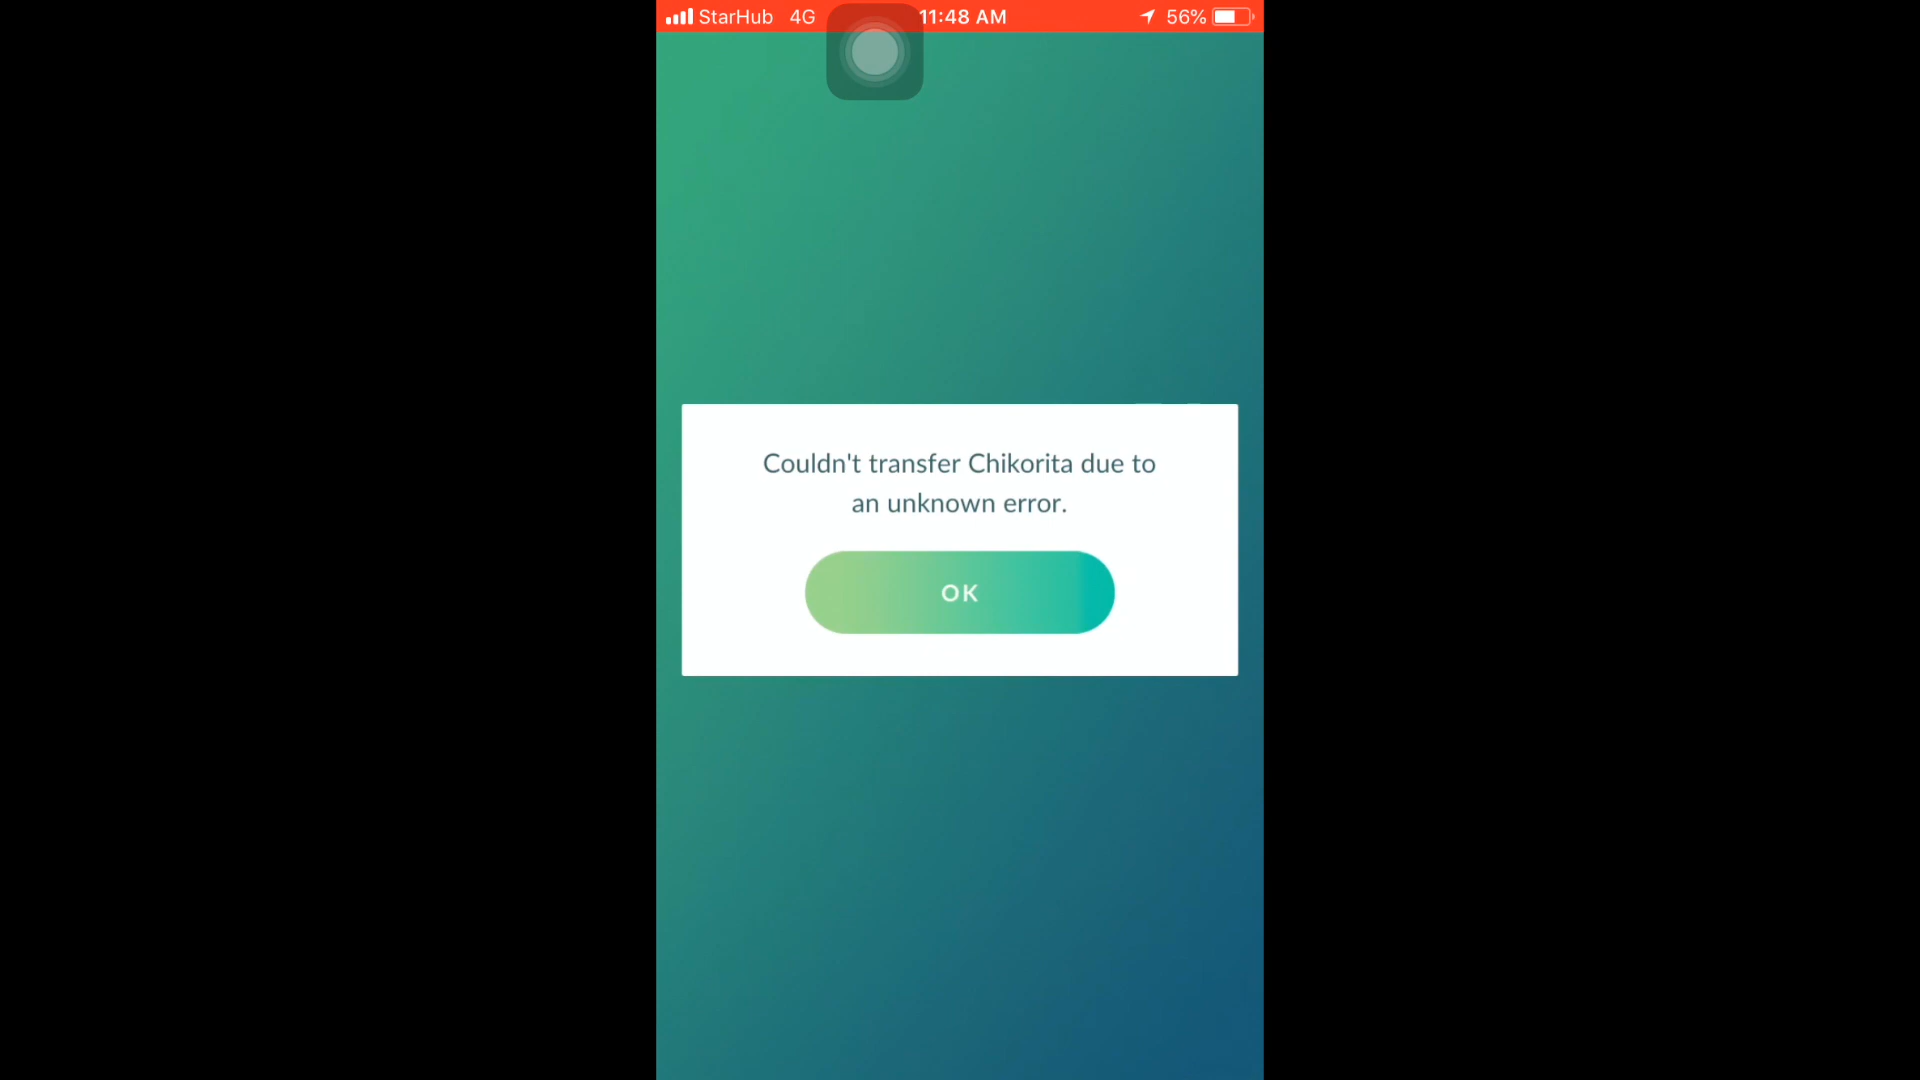 StarHub 4G 11:48 AM 56%
Couldn't transfer Chikorita due to
an unknown error.
OK